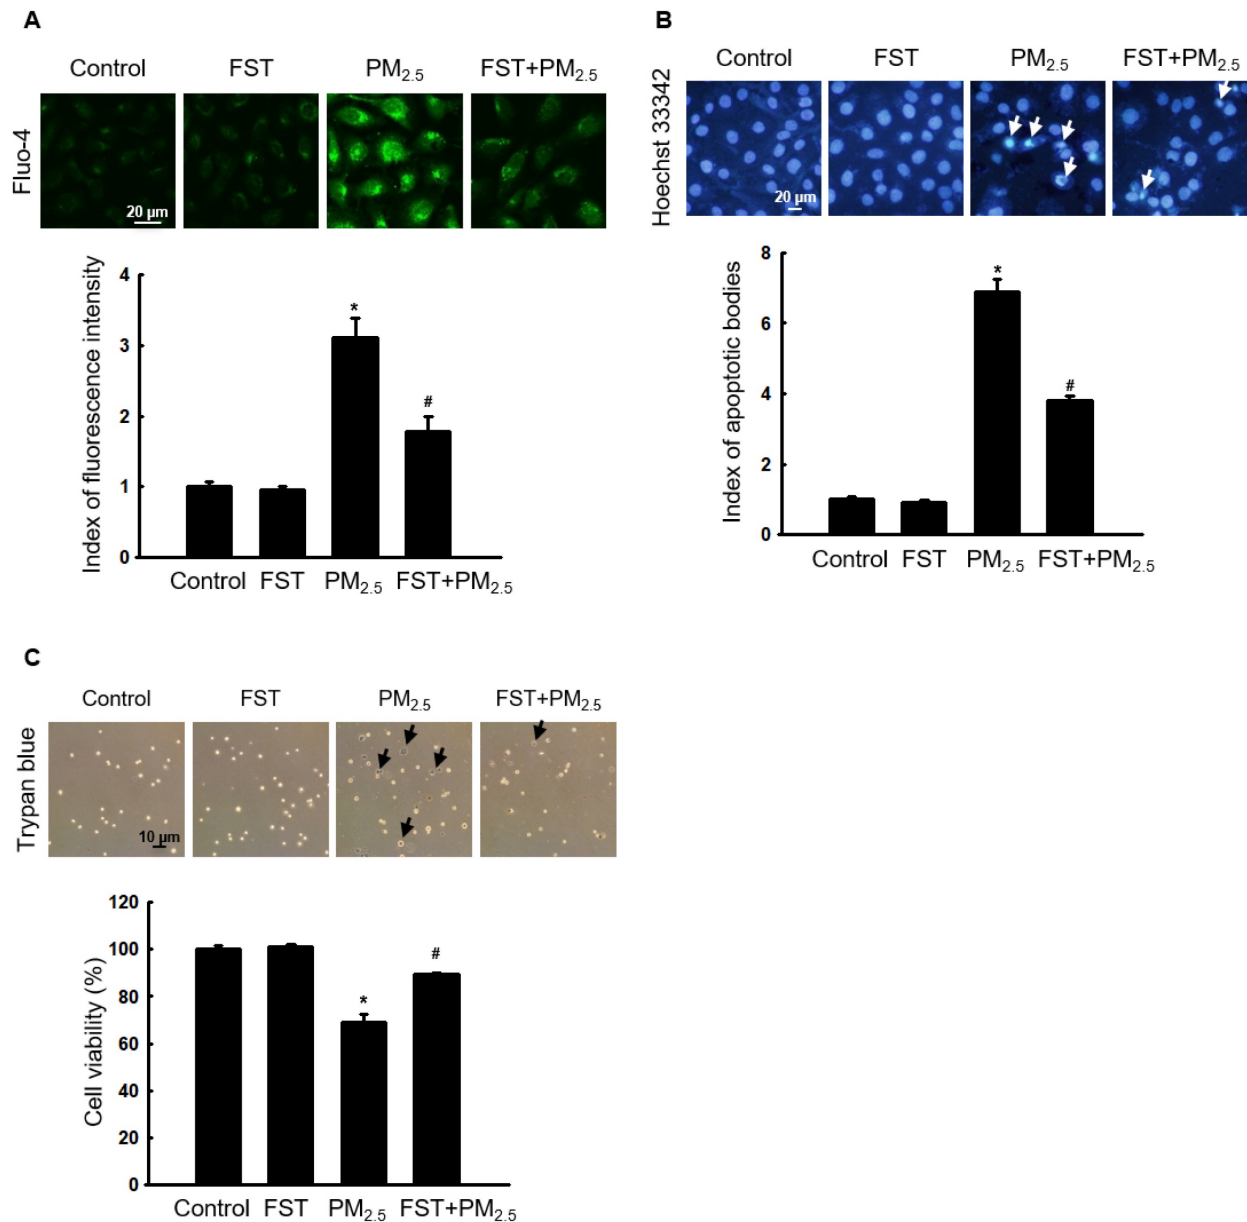 A
Control FST PM2.5 FST+PM2.5
Fluo-4
20 µm
4
3
2
1
0
Index of fluorescence intensity
*
#
Control FST PM2.5 FST+PM2.5
B
Control FST PM2.5 FST+PM2.5
Hoechst 33342
20 µm
8
6
4
2
0
Index of apoptotic bodies
*
#
Control FST PM2.5 FST+PM2.5
C
Control FST PM2.5 FST+PM2.5
Trypan blue
10 µm
120
100
80
60
40
20
0
Cell viability (%)
*
#
Control FST PM2.5 FST+PM2.5